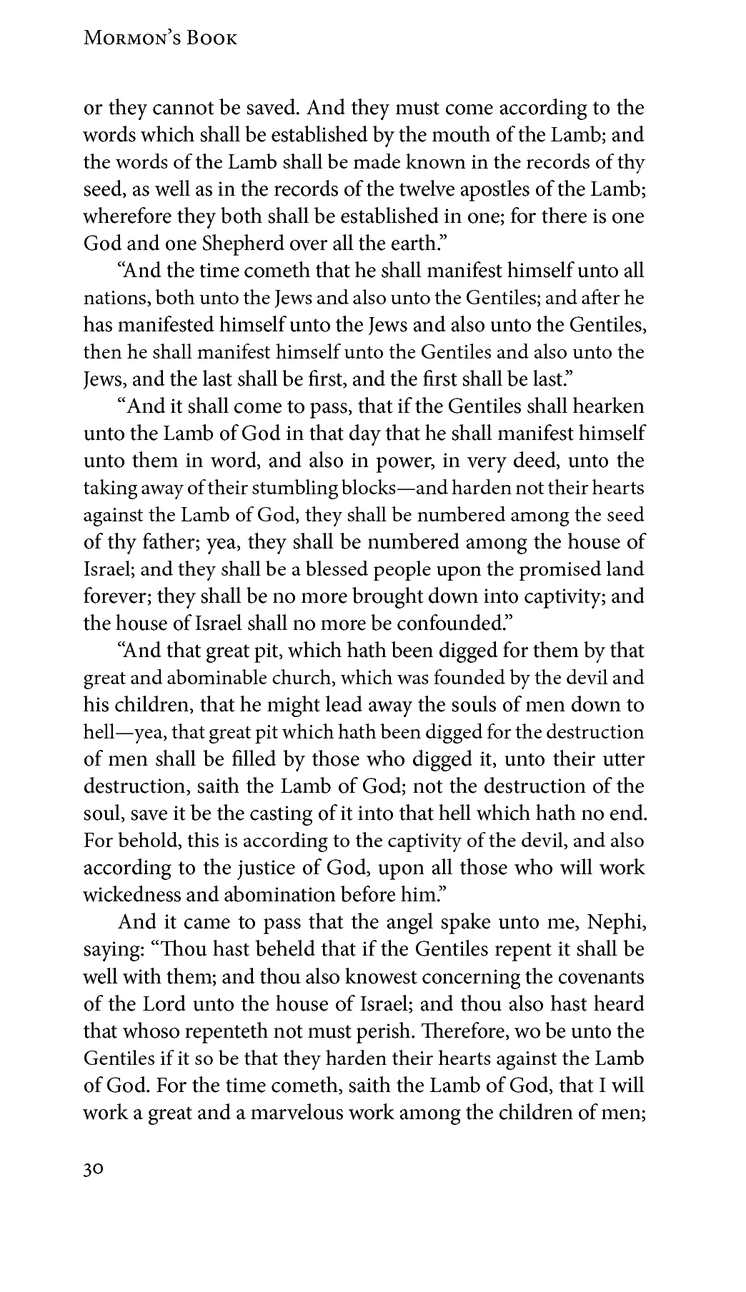 Mormon’s Book
or they cannot be saved. And they must come according to the
words which shall be established by the mouth of the Lamb; and
the words of the Lamb shall be made known in the records of thy
seed, as well as in the records of the twelve apostles of the Lamb;
wherefore they both shall be established in one; for there is one
God and one Shepherd over all the earth.”
“And the time cometh that he shall manifest himself unto all
nations, both unto the Jews and also unto the Gentiles; and after he
has manifested himself unto the Jews and also unto the Gentiles,
then he shall manifest himself unto the Gentiles and also unto the
Jews, and the last shall be first, and the first shall be last.”
“And it shall come to pass, that if the Gentiles shall hearken
unto the Lamb of God in that day that he shall manifest himself
unto them in word, and also in power, in very deed, unto the
taking away of their stumbling blocks—and harden not their hearts
against the Lamb of God, they shall be numbered among the seed
of thy father; yea, they shall be numbered among the house of
Israel; and they shall be a blessed people upon the promised land
forever; they shall be no more brought down into captivity; and
the house of Israel shall no more be confounded.”
“And that great pit, which hath been digged for them by that
great and abominable church, which was founded by the devil and
his children, that he might lead away the souls of men down to
hell—yea, that great pit which hath been digged for the destruction
of men shall be filled by those who digged it, unto their utter
destruction, saith the Lamb of God; not the destruction of the
soul, save it be the casting of it into that hell which hath no end.
For behold, this is according to the captivity of the devil, and also
according to the justice of God, upon all those who will work
wickedness and abomination before him.”
And it came to pass that the angel spake unto me, Nephi,
saying: “Thou hast beheld that if the Gentiles repent it shall be
well with them; and thou also knowest concerning the covenants
of the Lord unto the house of Israel; and thou also hast heard
that whoso repenteth not must perish. Therefore, wo be unto the
Gentiles if it so be that they harden their hearts against the Lamb
of God. For the time cometh, saith the Lamb of God, that I will
work a great and a marvelous work among the children of men;
30